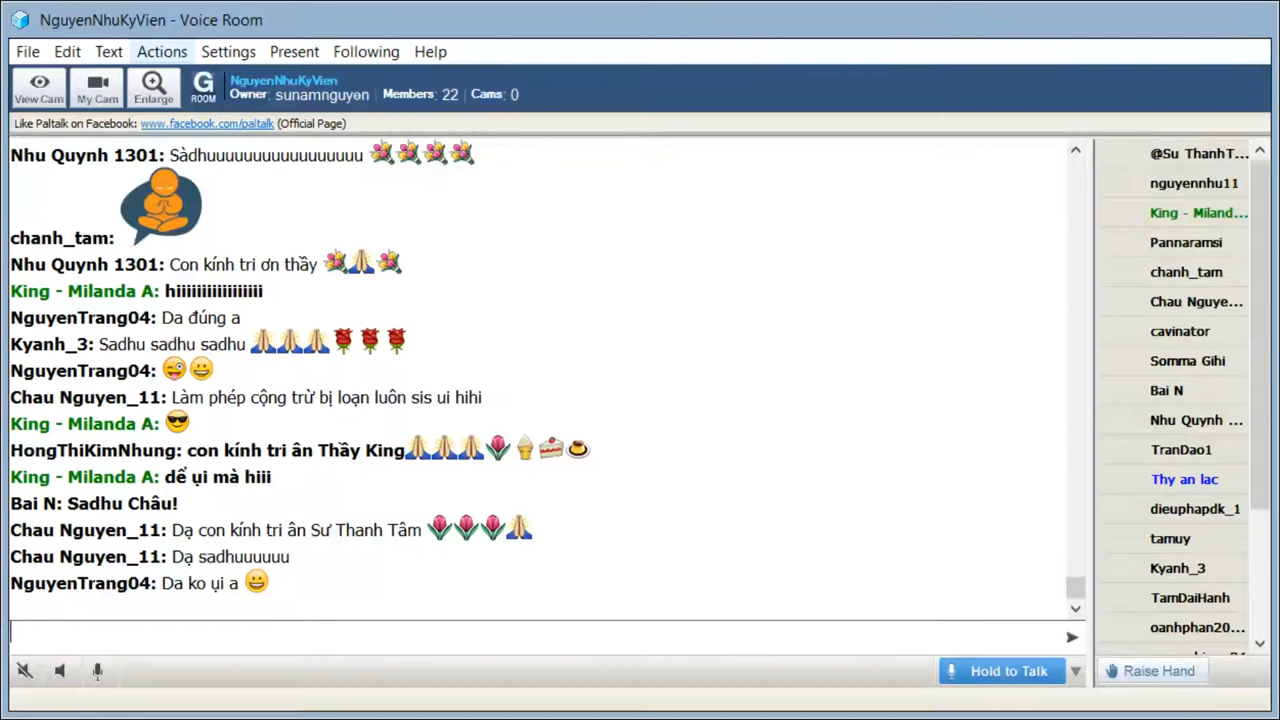 NguyenNhuKyVien - Voice Room
File Edit Text Actions Settings Present Following Help
View Cam My Cam Enlarge G ROOM
NguyenNhuKyVien
Owner: sunamnguyen Members: 22 Cams: 0
Like Paltalk on Facebook: www.facebook.com/paltalk (Official Page)
Nhu Quynh 1301: Sàdhuuuuuuuuuuuuuuuuu
chanh_tam:
Nhu Quynh 1301: Con kính tri ơn thầy
King - Milanda A: hiiiiiiiiiiiiiiiii
NguyenTrang04: Da đúng a
Kyanh_3: Sadhu sadhu sadhu
NguyenTrang04:
Chau Nguyen_11: Làm phép cộng trừ bị loạn luôn sis ui hihi
King - Milanda A:
HongThiKimNhung: con kính tri ân Thầy King
King - Milanda A: dể ụi mà hiii
Bai N: Sadhu Châu!
Chau Nguyen_11: Dạ con kính tri ân Sư Thanh Tâm
Chau Nguyen_11: Dạ sadhuuuuuu
NguyenTrang04: Da ko ụi a
@Su ThanhT...
nguyennhu11
King - Miland...
Pannaramsi
chanh_tam
Chau Nguye...
cavinator
Somma Gihi
Bai N
Nhu Quynh ...
TranDao1
Thy an lac
dieuphapdk_1
tamuy
Kyanh_3
TamDaiHanh
oanhphan20...
Hold to Talk
Raise Hand